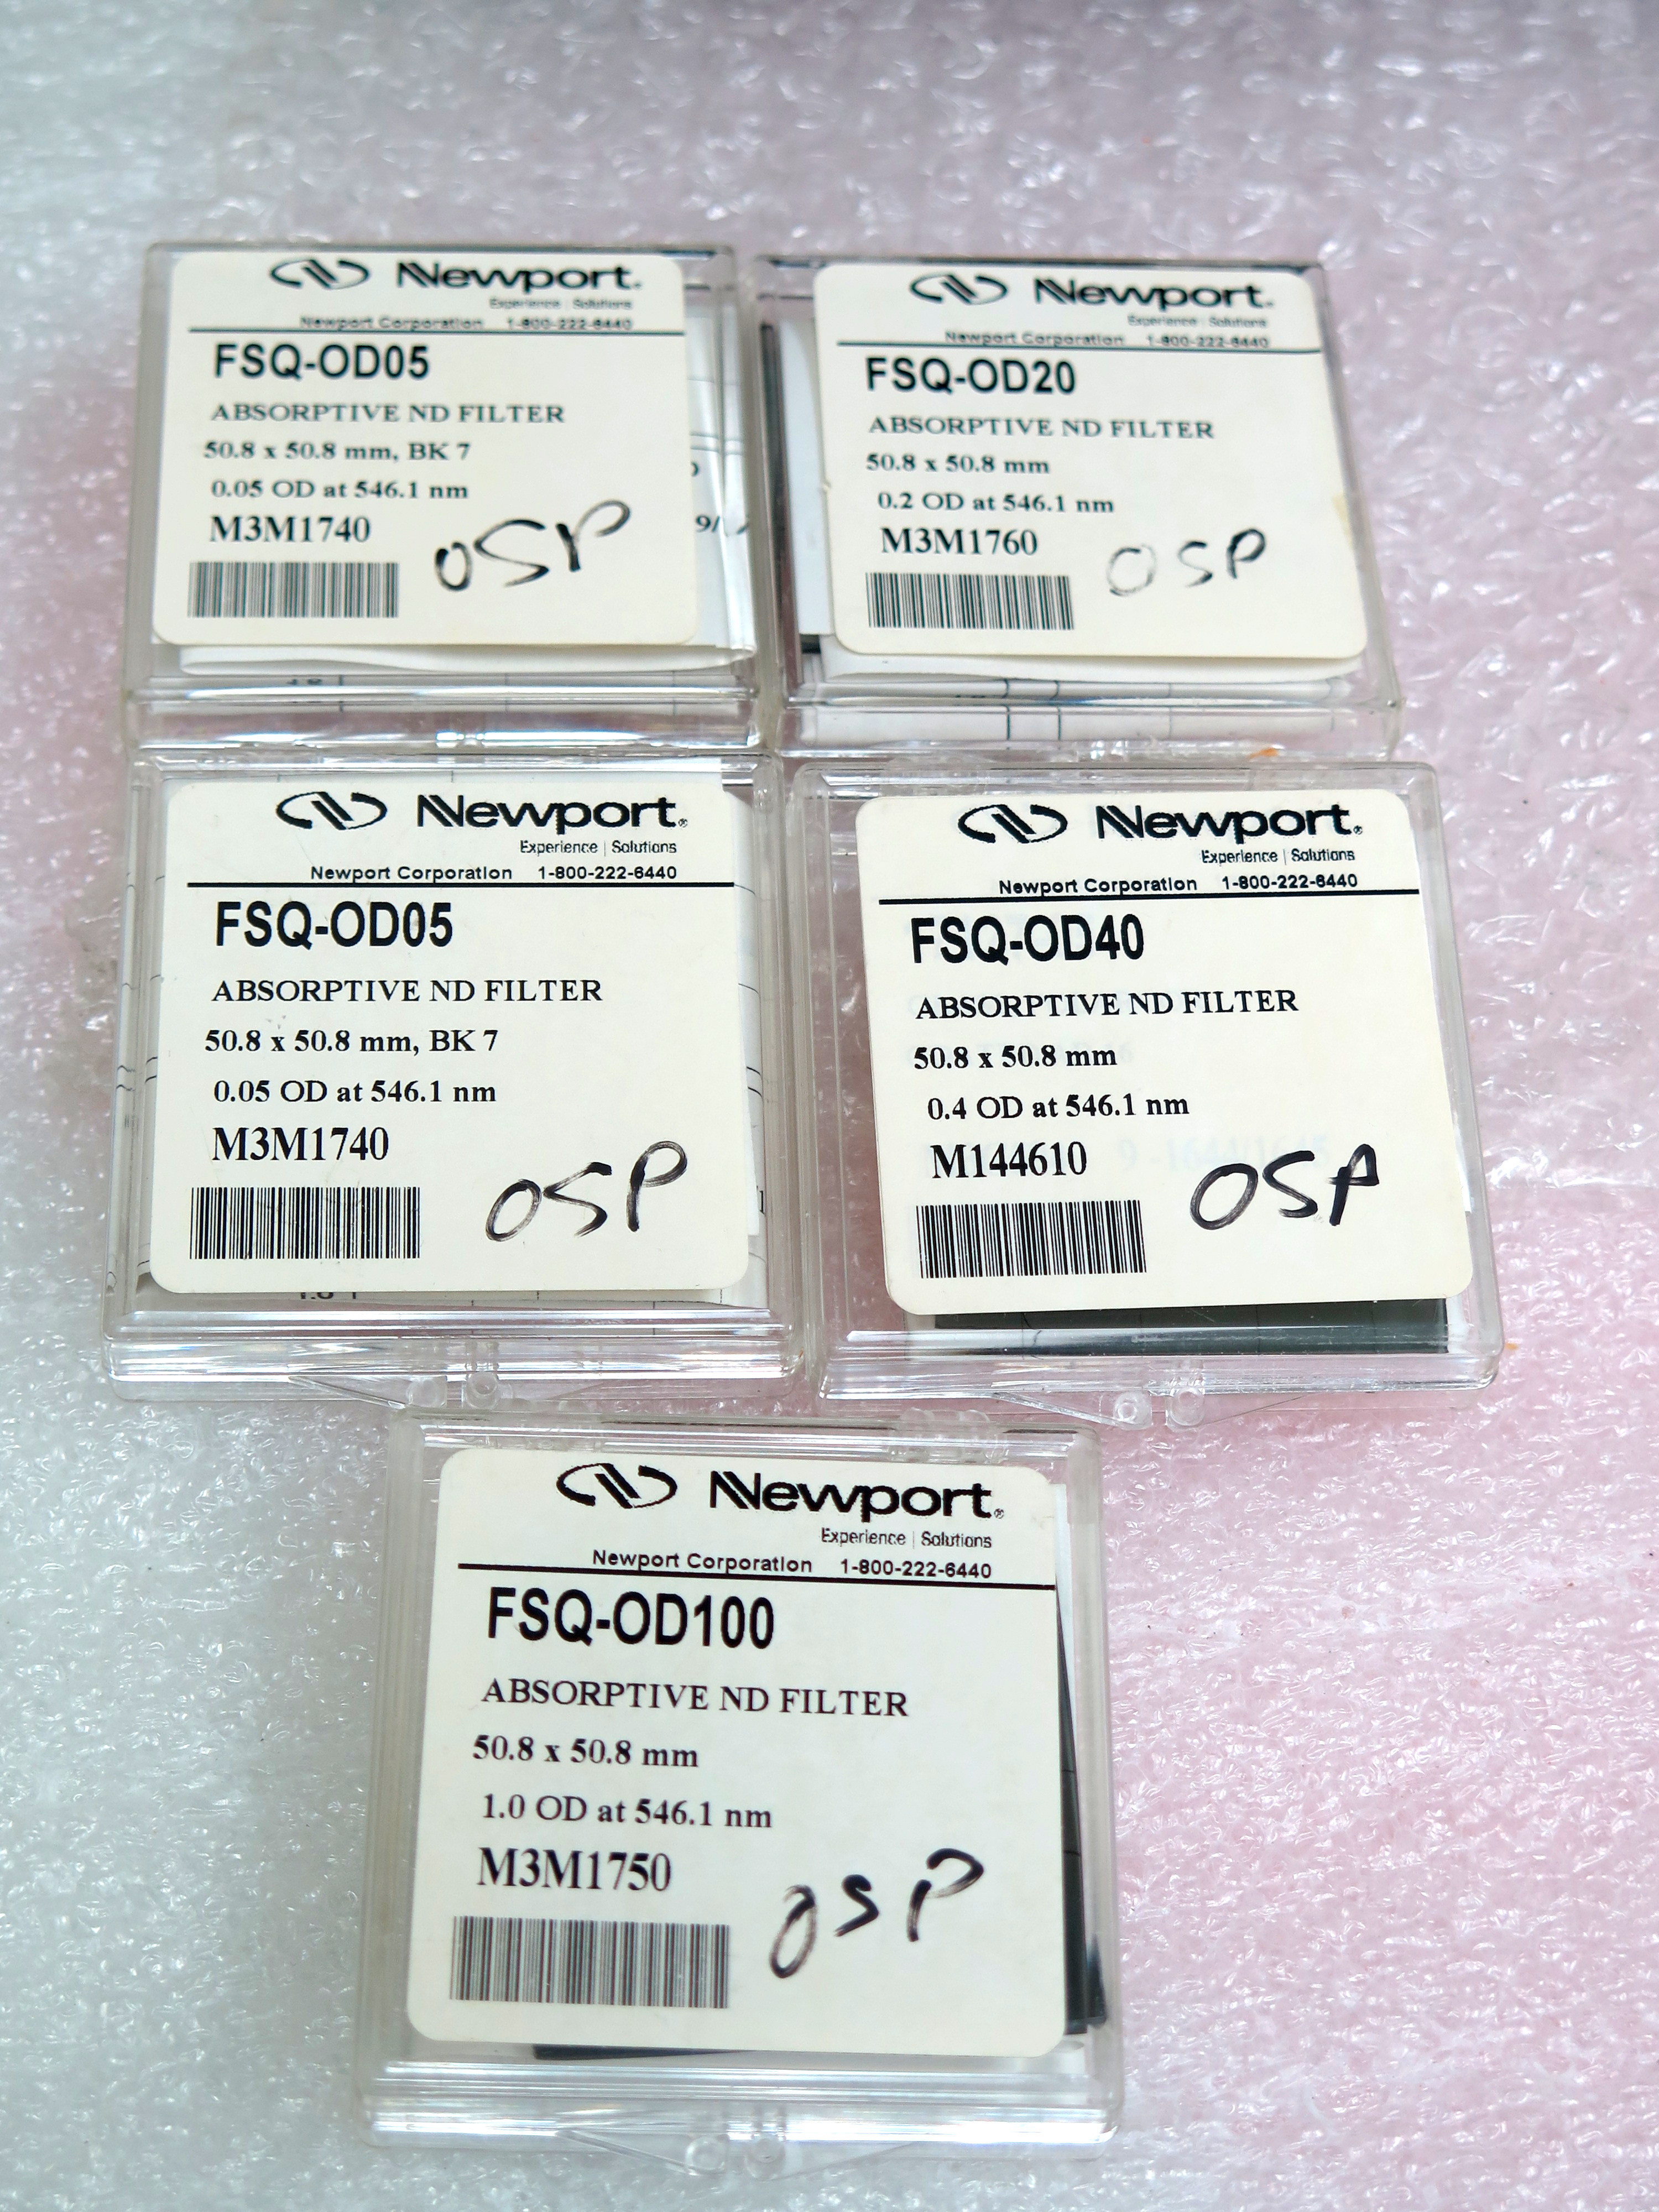 Newport®
Experience | Solutions
Newport Corporation 1-800-222-6440
FSQ-OD05
ABSORPTIVE ND FILTER
50.8 x 50.8 mm, BK 7
0.05 OD at 546.1 nm
M3M1740
OSP
Newport®
Experience | Solutions
Newport Corporation 1-800-222-6440
FSQ-OD20
ABSORPTIVE ND FILTER
50.8 x 50.8 mm
0.2 OD at 546.1 nm
M3M1760
OSP
Newport®
Experience | Solutions
Newport Corporation 1-800-222-6440
FSQ-OD05
ABSORPTIVE ND FILTER
50.8 x 50.8 mm, BK 7
0.05 OD at 546.1 nm
M3M1740
OSP
Newport®
Experience | Solutions
Newport Corporation 1-800-222-6440
FSQ-OD40
ABSORPTIVE ND FILTER
50.8 x 50.8 mm
0.4 OD at 546.1 nm
M144610
OSP
Newport®
Experience | Solutions
Newport Corporation 1-800-222-6440
FSQ-OD100
ABSORPTIVE ND FILTER
50.8 x 50.8 mm
1.0 OD at 546.1 nm
M3M1750
OSP